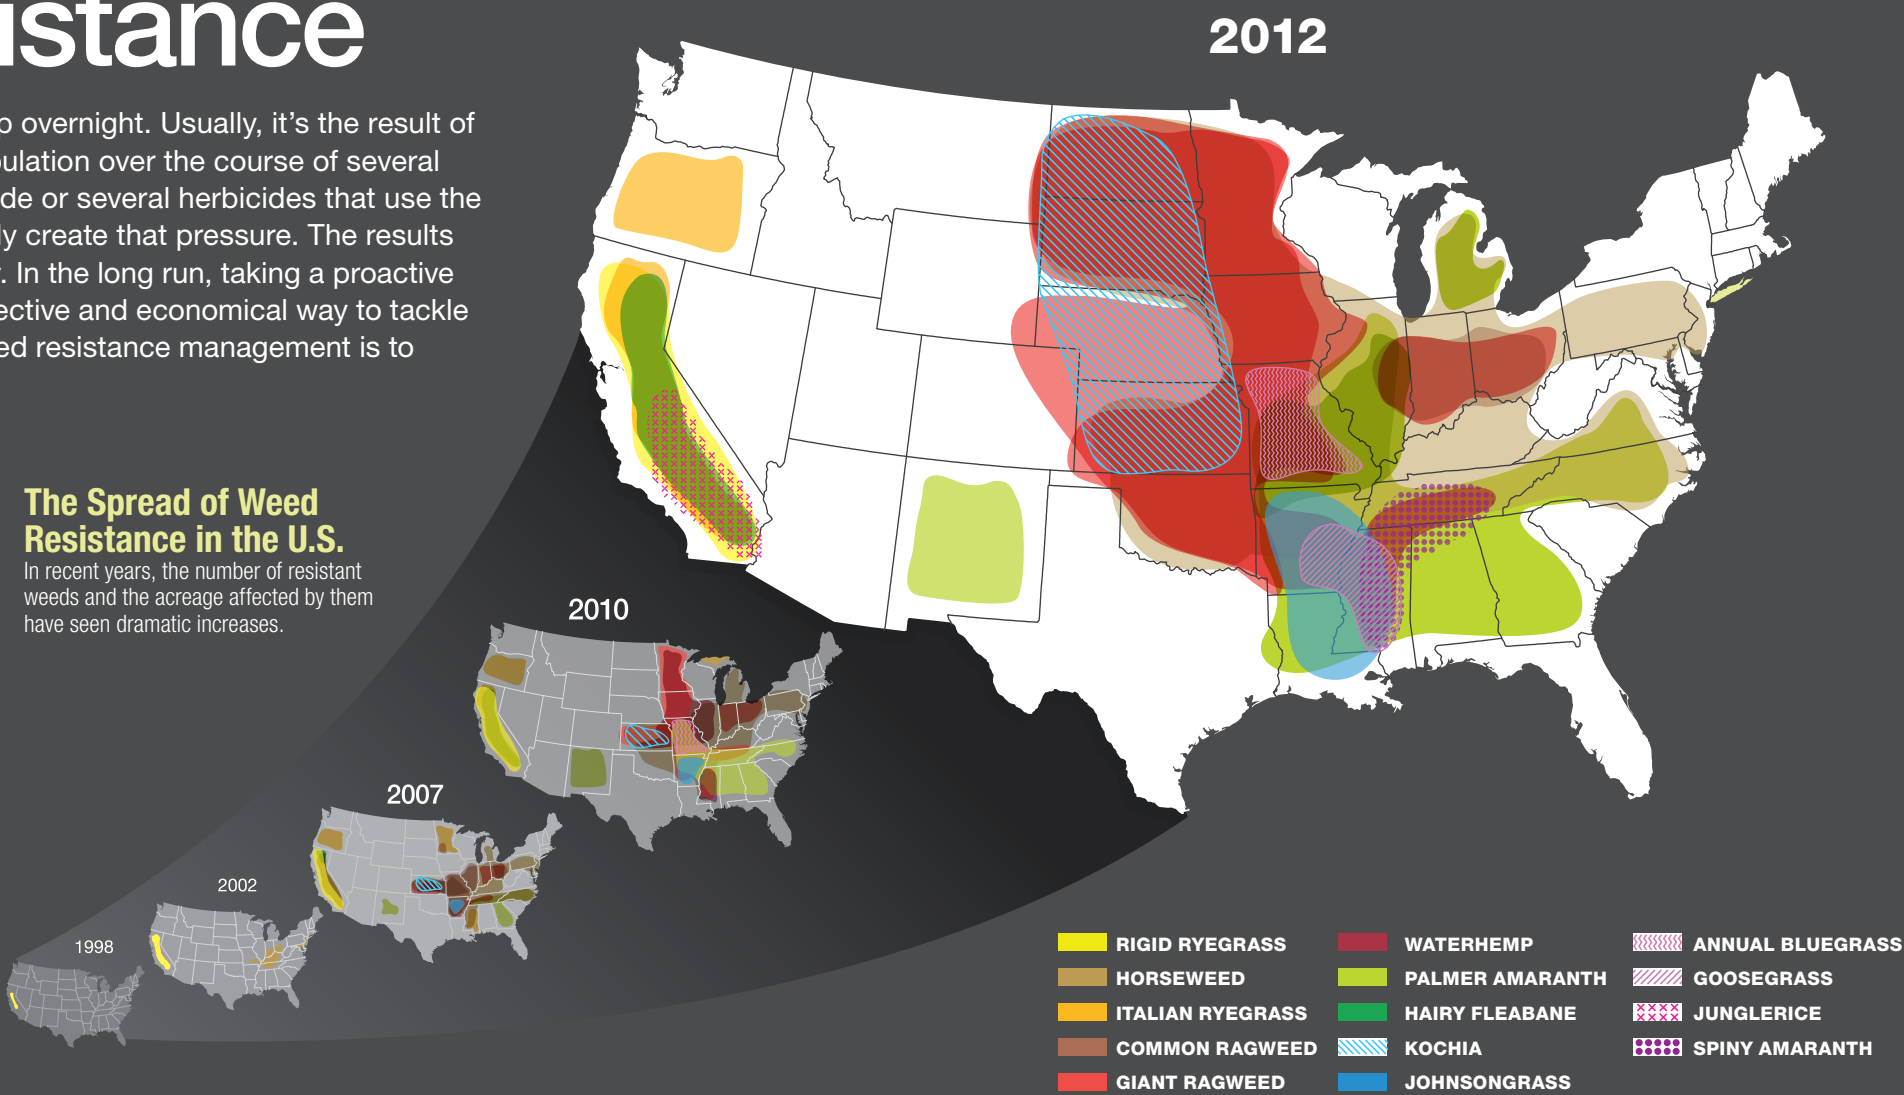 istance
overnight. Usually, it’s the result of
ulation over the course of several
de or several herbicides that use the
ly create that pressure. The results
. In the long run, taking a proactive
ective and economical way to tackle
ed resistance management is to
The Spread of Weed
Resistance in the U.S.
In recent years, the number of resistant
weeds and the acreage affected by them
have seen dramatic increases.
2012
2010
2007
2002
1998
RIGID RYEGRASS
HORSEWEED
ITALIAN RYEGRASS
COMMON RAGWEED
GIANT RAGWEED
WATERHEMP
PALMER AMARANTH
HAIRY FLEABANE
KOCHIA
JOHNSONGRASS
ANNUAL BLUEGRASS
GOOSEGRASS
JUNGLERICE
SPINY AMARANTH